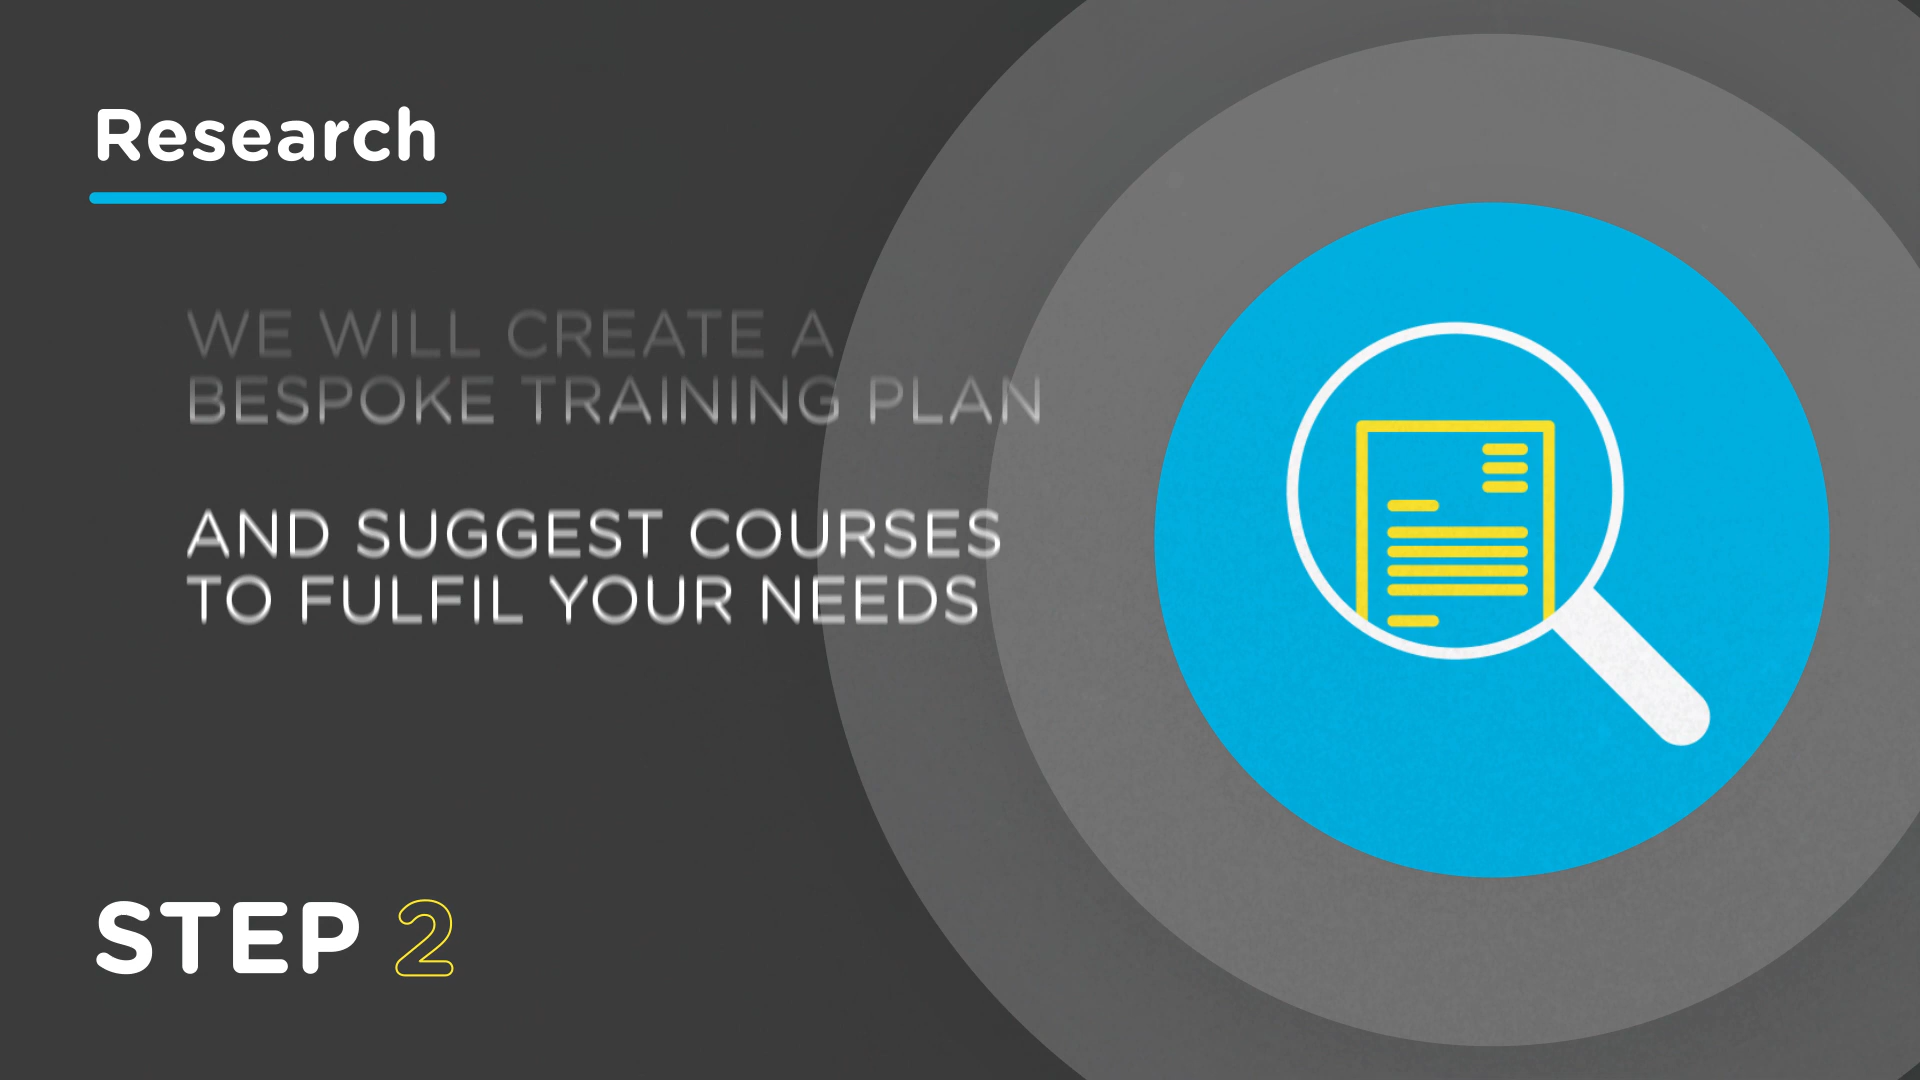 Research
WE WILL CREATE A
BESPOKE TRAINING PLAN
AND SUGGEST COURSES
TO FULFIL YOUR NEEDS
STEP 2